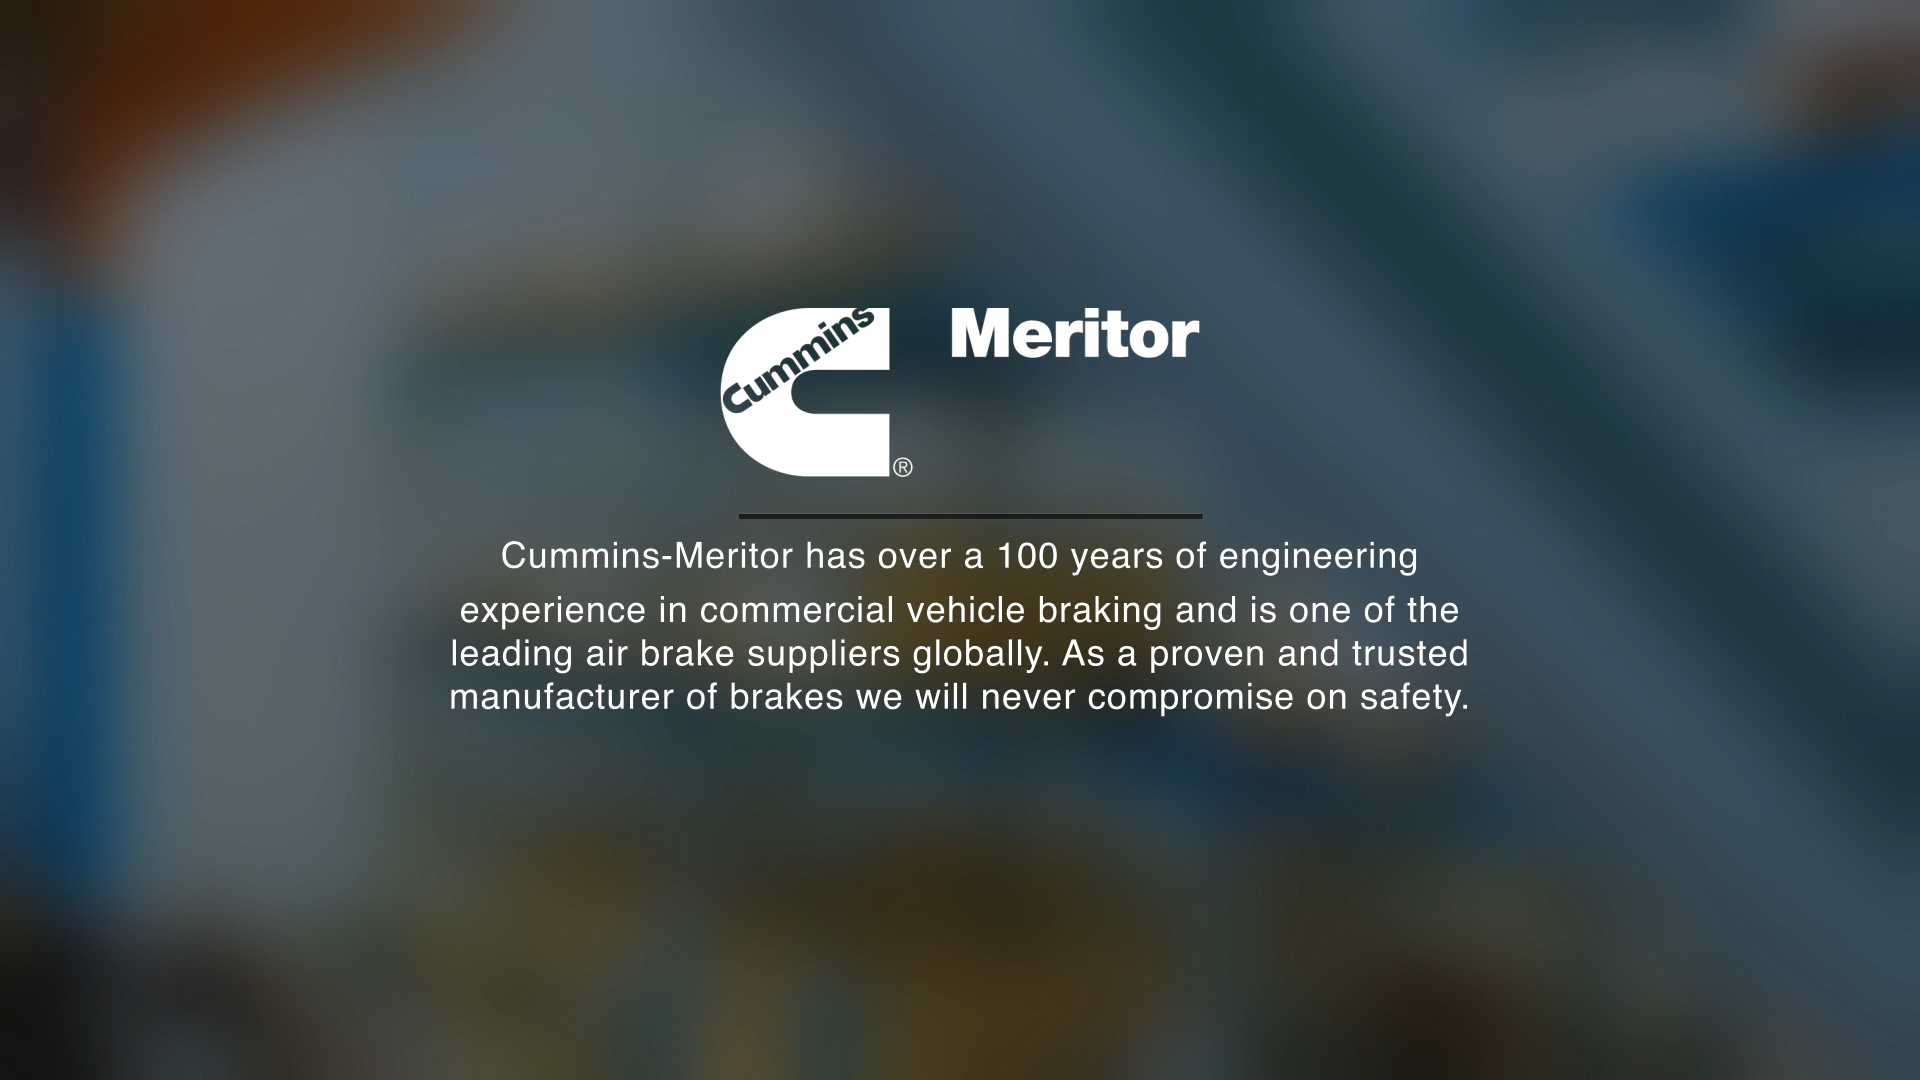 Cummins
Meritor
®
Cummins-Meritor has over a 100 years of engineering
experience in commercial vehicle braking and is one of the
leading air brake suppliers globally. As a proven and trusted
manufacturer of brakes we will never compromise on safety.